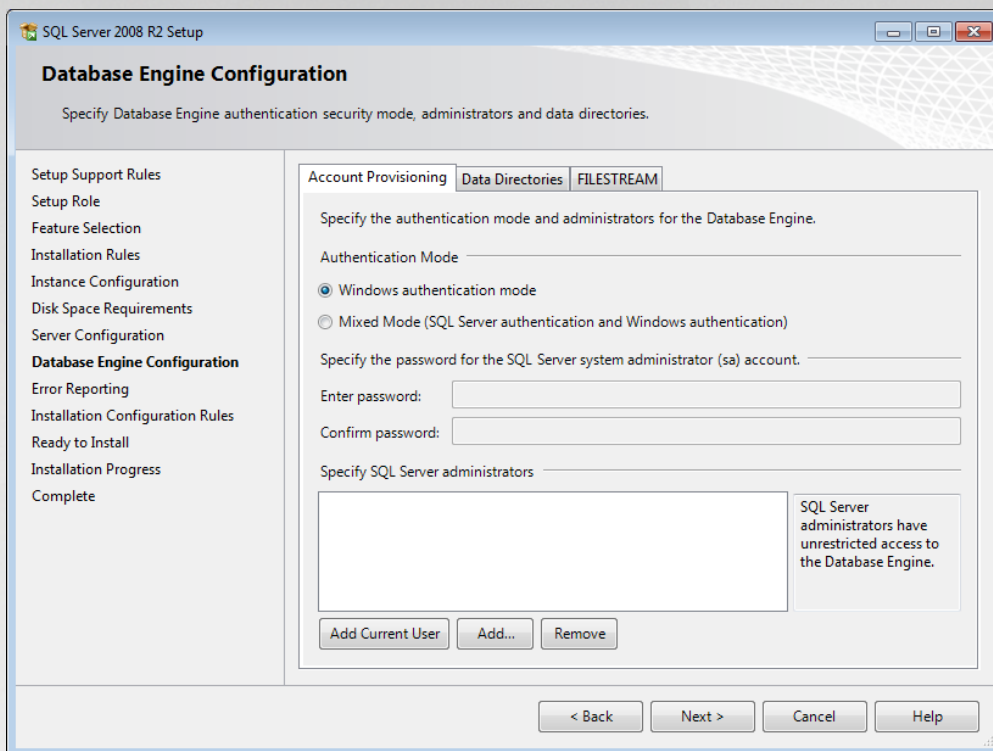 SQL Server 2008 R2 Setup
Database Engine Configuration
Specify Database Engine authentication security mode, administrators and data directories.
Setup Support Rules
Setup Role
Feature Selection
Installation Rules
Instance Configuration
Disk Space Requirements
Server Configuration
Database Engine Configuration
Error Reporting
Installation Configuration Rules
Ready to Install
Installation Progress
Complete
Account Provisioning
Data Directories
FILESTREAM
Specify the authentication mode and administrators for the Database Engine.
Authentication Mode
Windows authentication mode
Mixed Mode (SQL Server authentication and Windows authentication)
Specify the password for the SQL Server system administrator (sa) account.
Enter password:
Confirm password:
Specify SQL Server administrators
SQL Server
administrators have
unrestricted access to
the Database Engine.
Add Current User
Add...
Remove
< Back
Next >
Cancel
Help